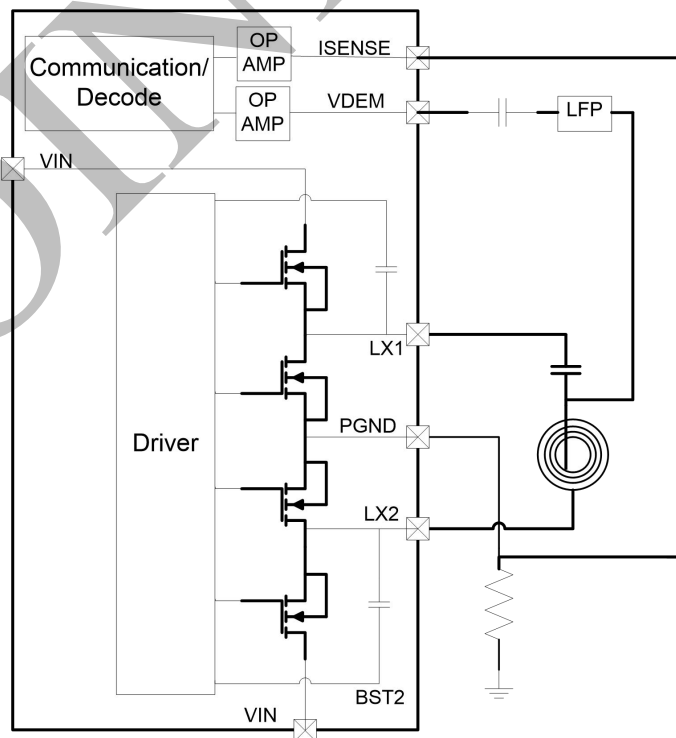 OP
AMP
ISENSE
Communication/
Decode
OP
AMP
VDEM
LFP
VIN
LX1
PGND
Driver
LX2
BST2
VIN